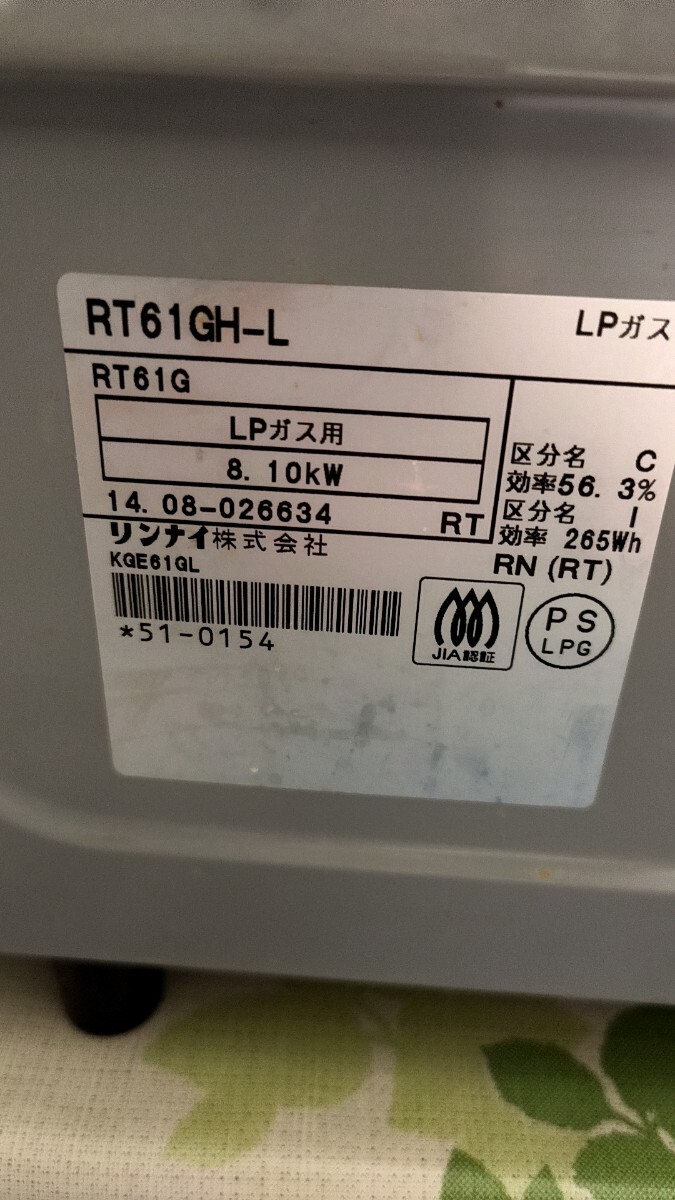 RT61GH-L LPガス
RT61G
LPガス用
8.10kW
14.08-026634 RT
区分名 C
効率56.3%
区分名 I
効率 265Wh
リンナイ株式会社 RN (RT)
KGE61GL
*51-0154
JIA認証
PS
LPG